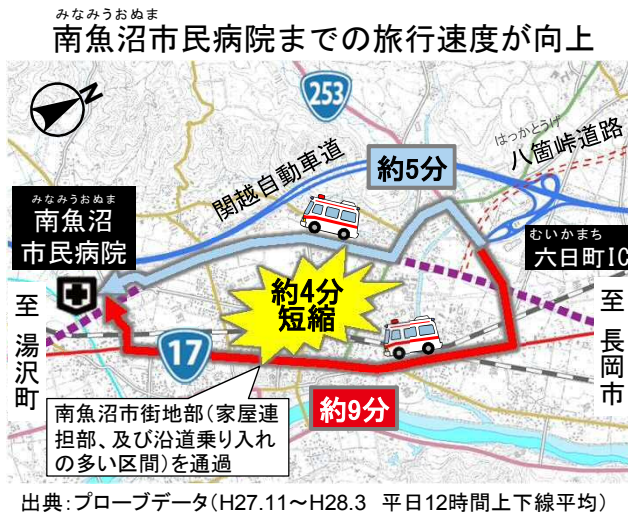 みなみうおぬま
南魚沼市民病院までの旅行速度が向上
N
253
はっかとうげ
八箇峠道路
関越自動車道
約5分
みなみうおぬま
南魚沼
市民病院
むいかまち
六日町IC
約4分
短縮
至 湯沢町
至 長岡市
17
南魚沼市街地部(家屋連
担部、及び沿道乗り入れ
の多い区間)を通過
約9分
出典:プローブデータ(H27.11~H28.3 平日12時間上下線平均)